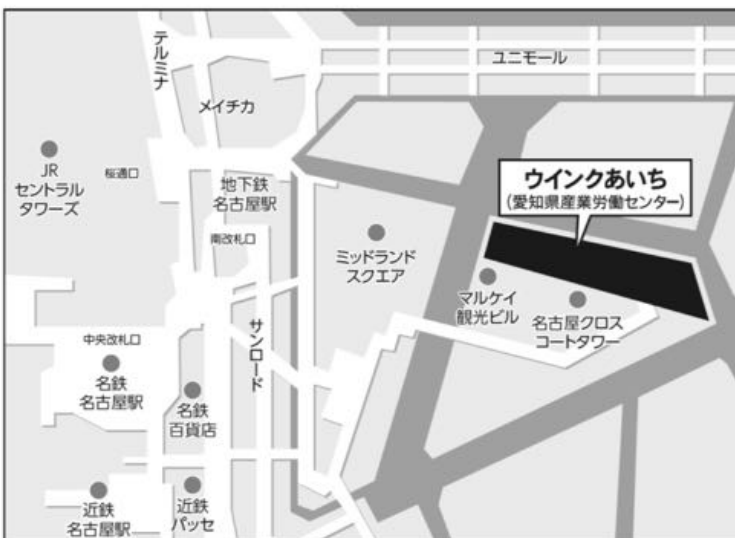 テルミナ
ユニモール
メイチカ
JR
セントラル
タワーズ
桜通口
地下鉄
名古屋駅
ウインクあいち
(愛知県産業労働センター)
南改札口
ミッドランド
スクエア
マルケイ
観光ビル
名古屋クロス
コートタワー
サンロード
中央改札口
名鉄
名古屋駅
名鉄
百貨店
近鉄
名古屋駅
近鉄
パッセ